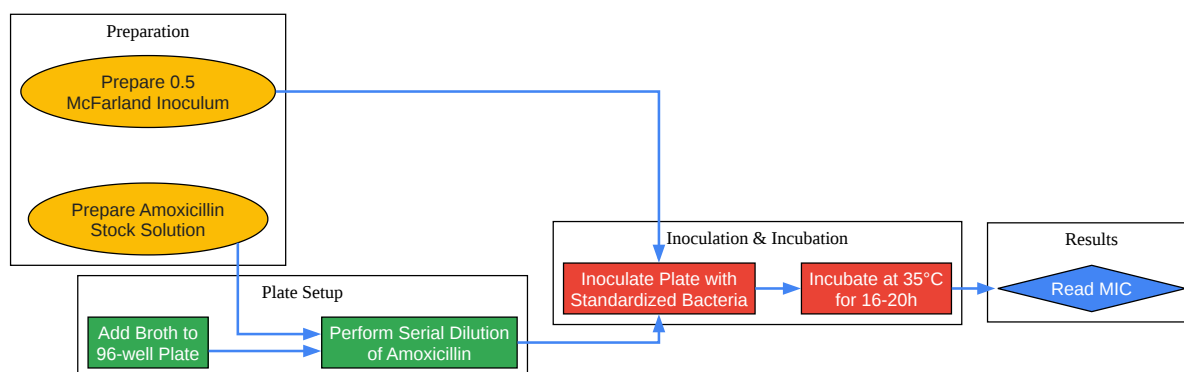 Preparation
Prepare 0.5
McFarland Inoculum
Prepare Amoxicillin
Stock Solution
Plate Setup
Add Broth to
96-well Plate
Perform Serial Dilution
of Amoxicillin
Inoculation & Incubation
Inoculate Plate with
Standardized Bacteria
Incubate at 35°C
for 16-20h
Results
Read MIC